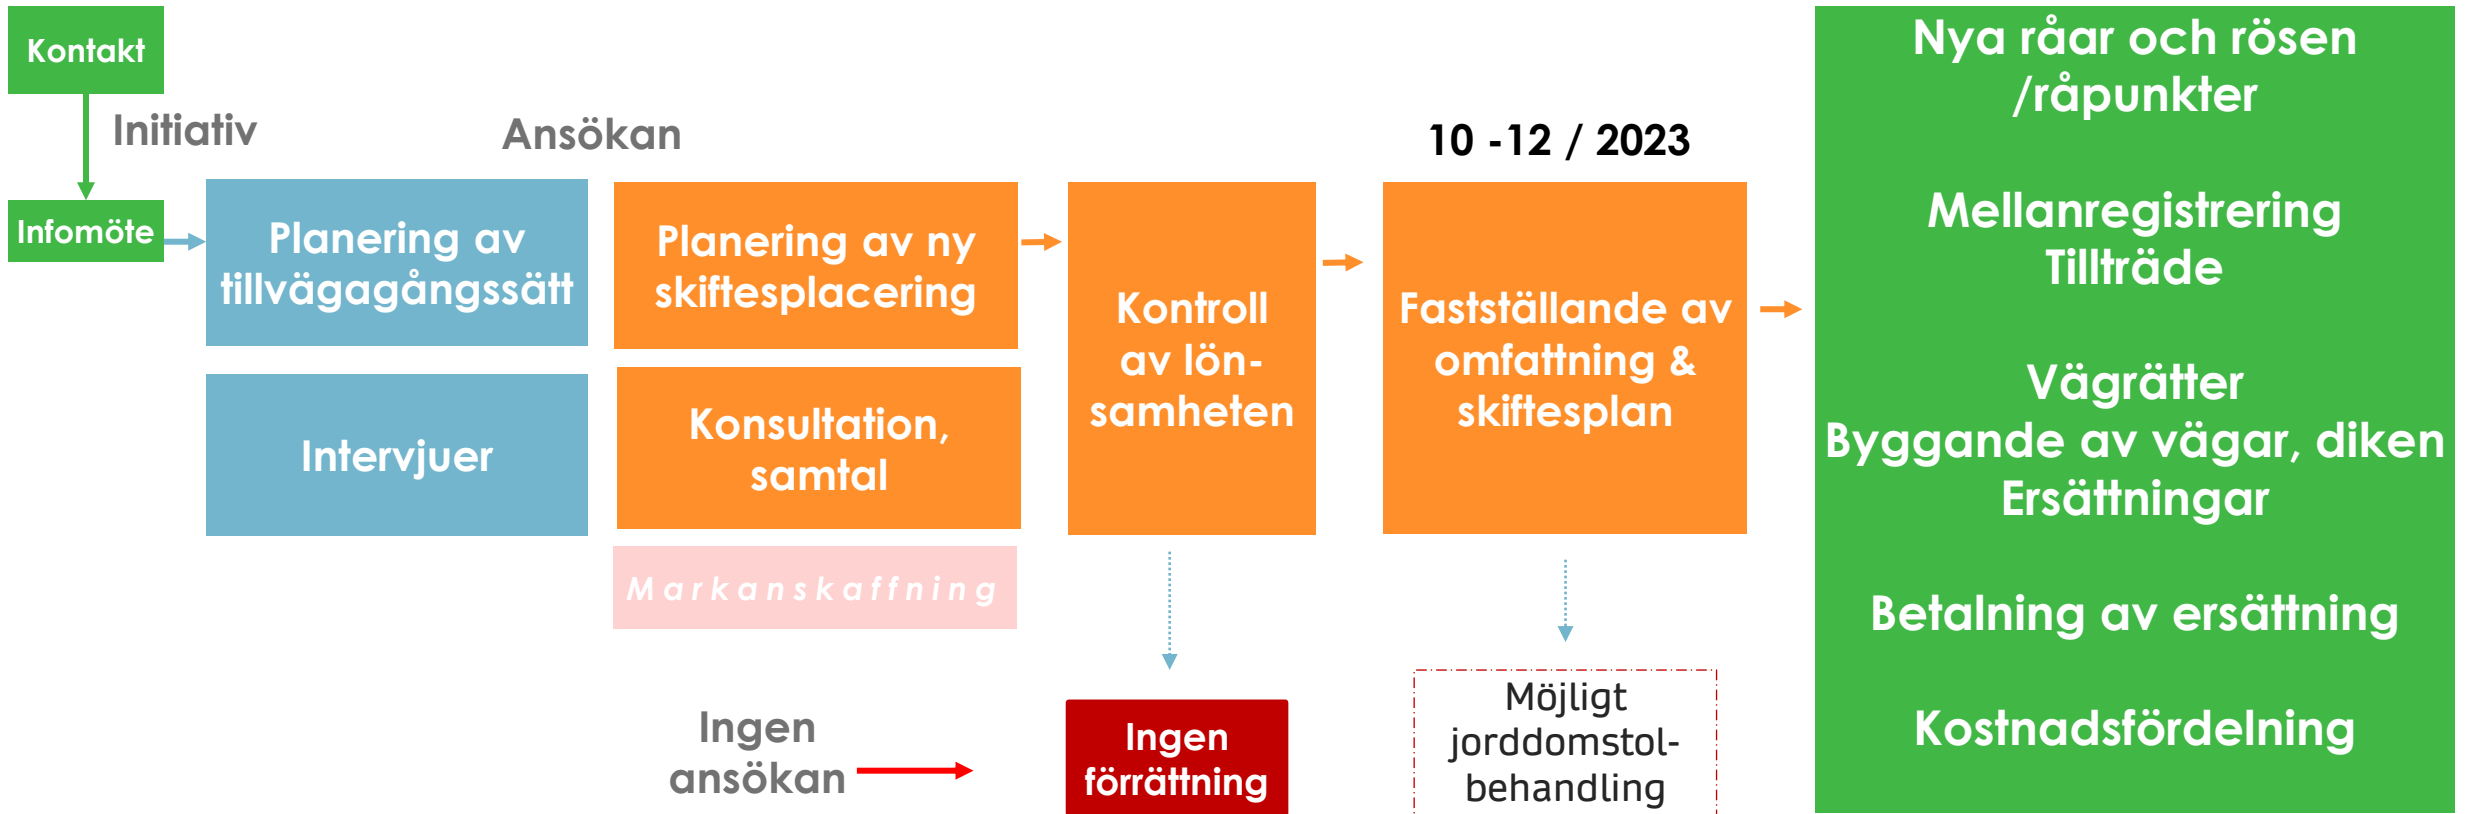 Kontakt
Initiativ
Infomöte
Planering av
tillvägagångssätt
Intervjuer
Ansökan
Planering av ny
skiftesplacering
Konsultation,
samtal
Markanskaffning
Ingen
ansökan
Kontroll
av lön-
samheten
Ingen
förrättning
10 -12 / 2023
Fastställande av
omfattning &
skiftesplan
Möjligt
jorddomstol-
behandling
Nya råar och rösen
/råpunkter
Mellanregistrering
Tillträde
Vägrätter
Byggande av vägar, diken
Ersättningar
Betalning av ersättning
Kostnadsfördelning